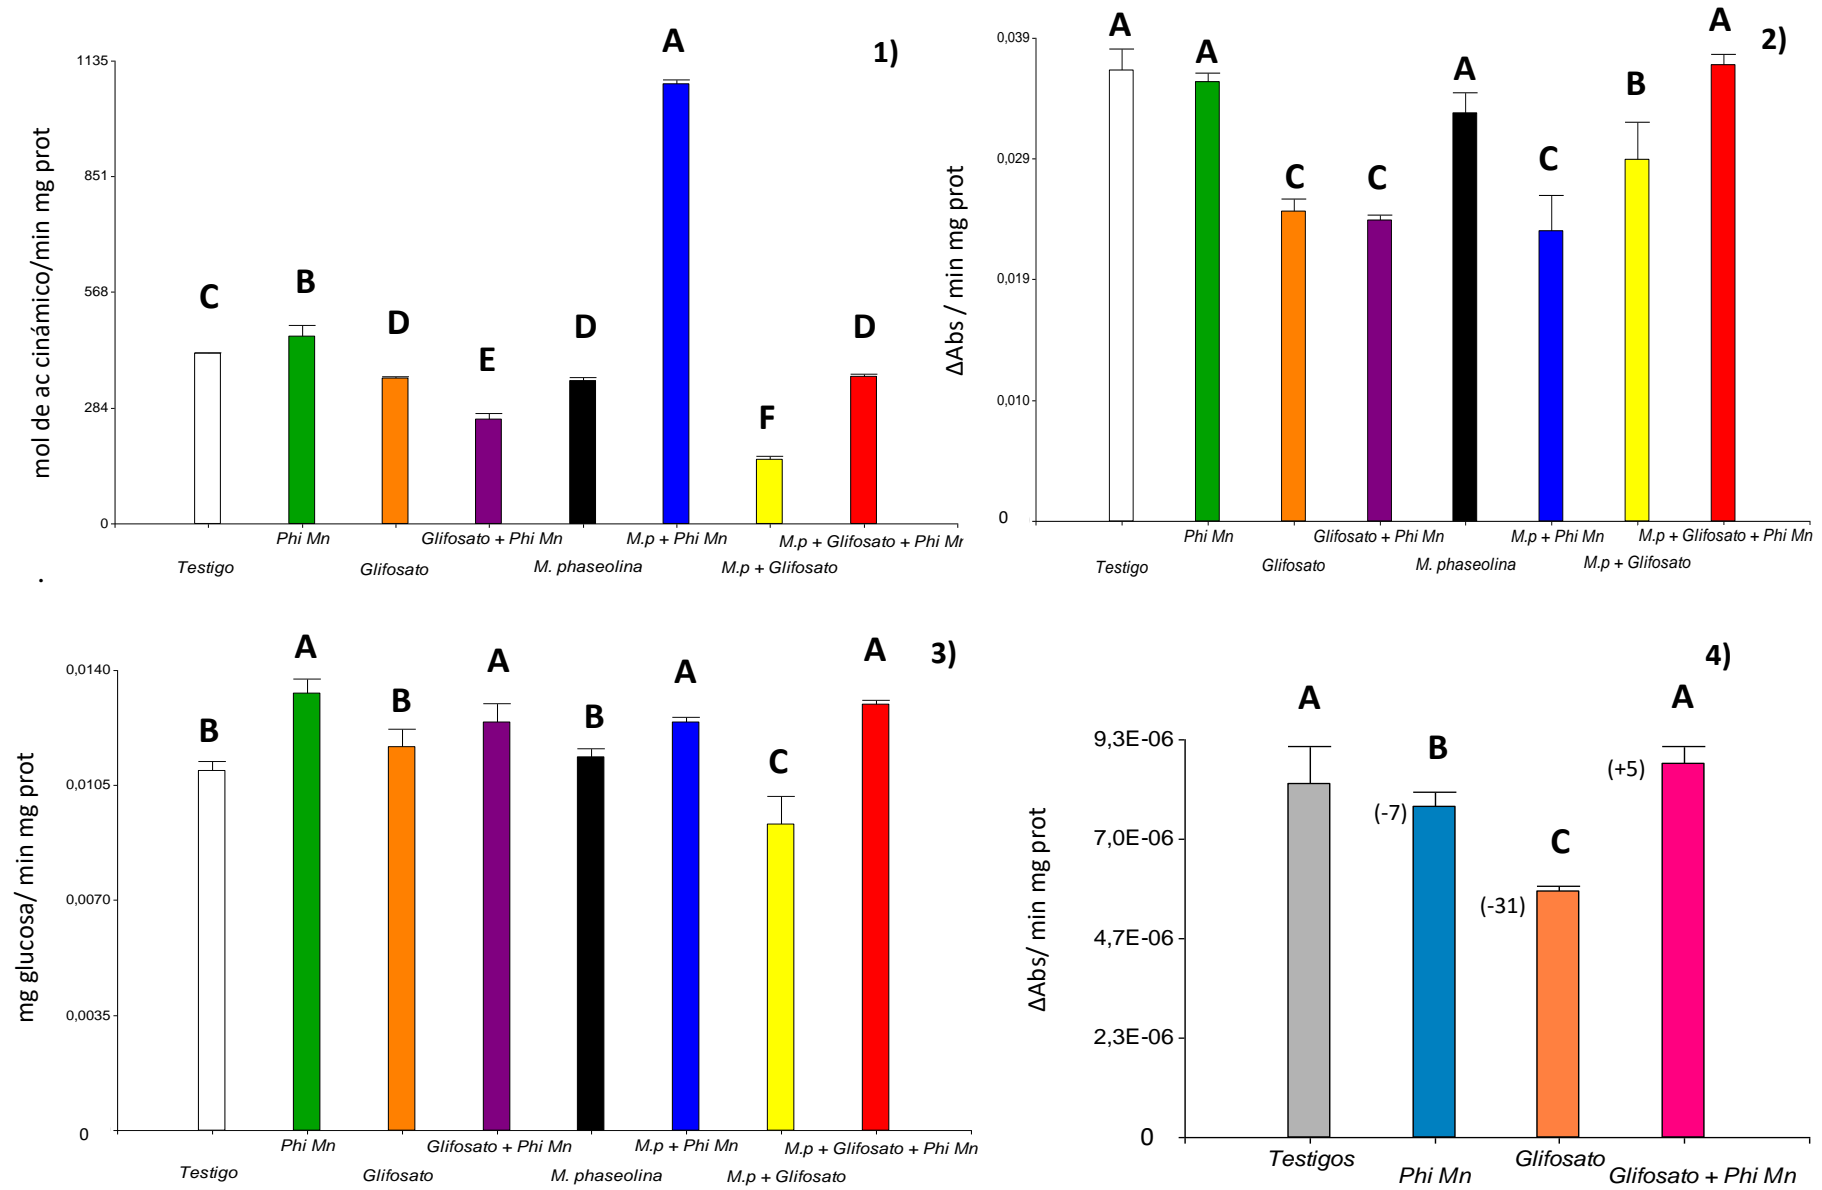 1)
mol de ac cinámico/min mg prot
1135
851
568
284
0
C
B
D
E
D
A
F
D
Testigo
Phi Mn
Glifosato
Glifosato + Phi Mn
M. phaseolina
M.p + Phi Mn
M.p + Glifosato
M.p + Glifosato + Phi Mn
.
2)
ΔAbs / min mg prot
0,039
0,029
0,019
0,010
0
A
A
C
C
A
C
B
A
Testigo
Phi Mn
Glifosato
Glifosato + Phi Mn
M. phaseolina
M.p + Phi Mn
M.p + Glifosato
M.p + Glifosato + Phi Mn
3)
mg glucosa/ min mg prot
0,0140
0,0105
0,0070
0,0035
0
B
A
B
A
B
A
C
A
Testigo
Phi Mn
Glifosato
Glifosato + Phi Mn
M. phaseolina
M.p + Phi Mn
M.p + Glifosato
M.p + Glifosato + Phi Mn
4)
ΔAbs/ min mg prot
9,3E-06
7,0E-06
4,7E-06
2,3E-06
0
A
B
C
A
(-7)
(-31)
(+5)
Testigos
Phi Mn
Glifosato
Glifosato + Phi Mn